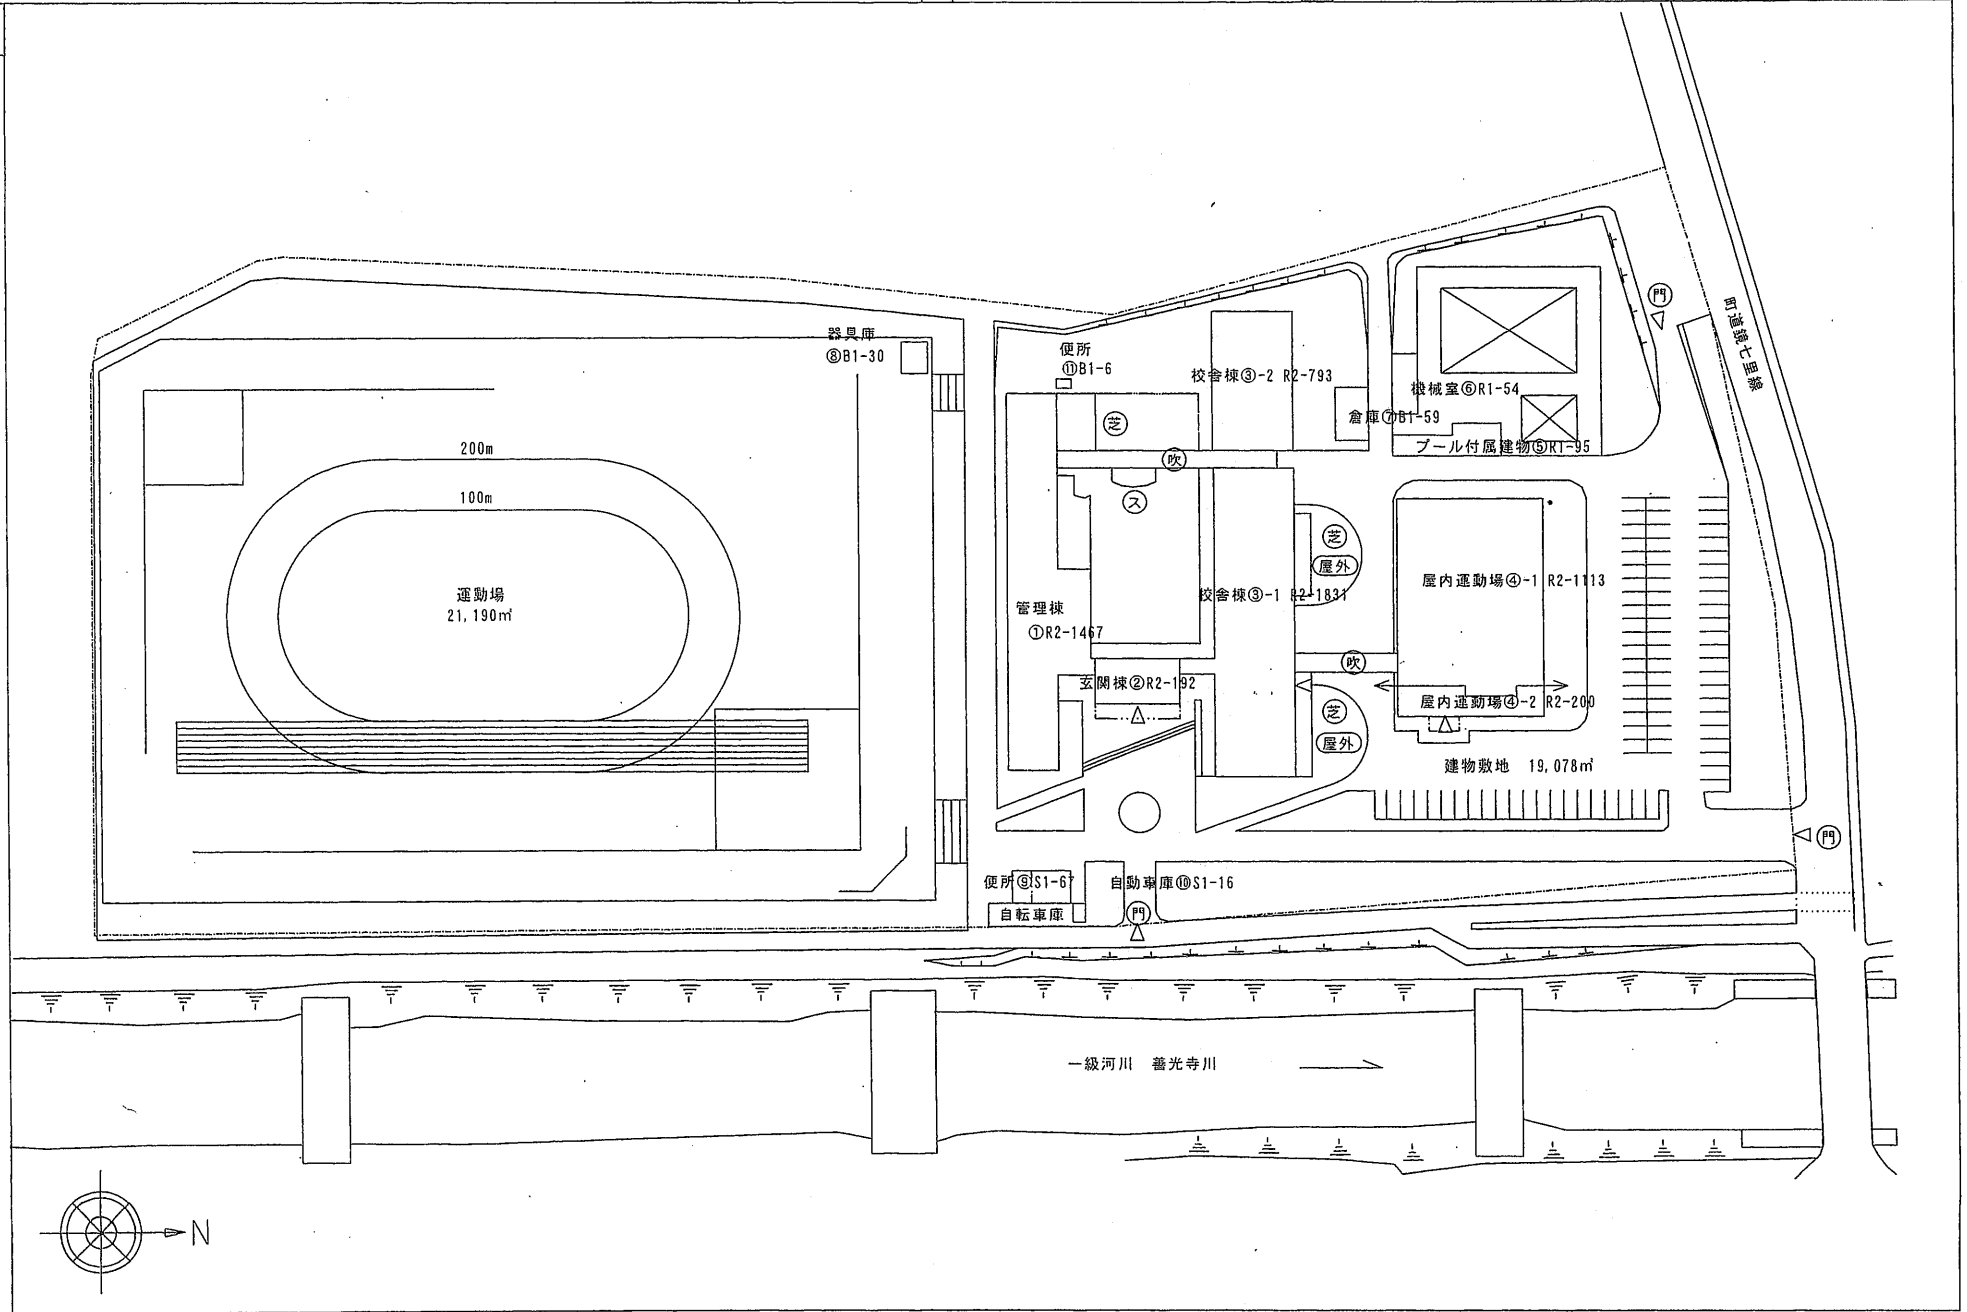 門
町道鏡七里線
器具庫
⑧B1-30
便所
⑪B1-6
校舎棟③-2 R2-793
機械室⑥R1-54
倉庫⑦B1-59
プール付属建物⑤R1-95
芝
吹
ス
200m
100m
運動場
21,190㎡
管理棟
①R2-1467
校舎棟③-1 R2-1831
芝
屋外
屋内運動場④-1 R2-1113
吹
玄関棟②R2-192
屋内運動場④-2 R2-200
芝
屋外
建物敷地 19,078㎡
門
便所⑨S1-67
自動車庫⑩S1-16
自転車庫
門
一級河川 善光寺川
N